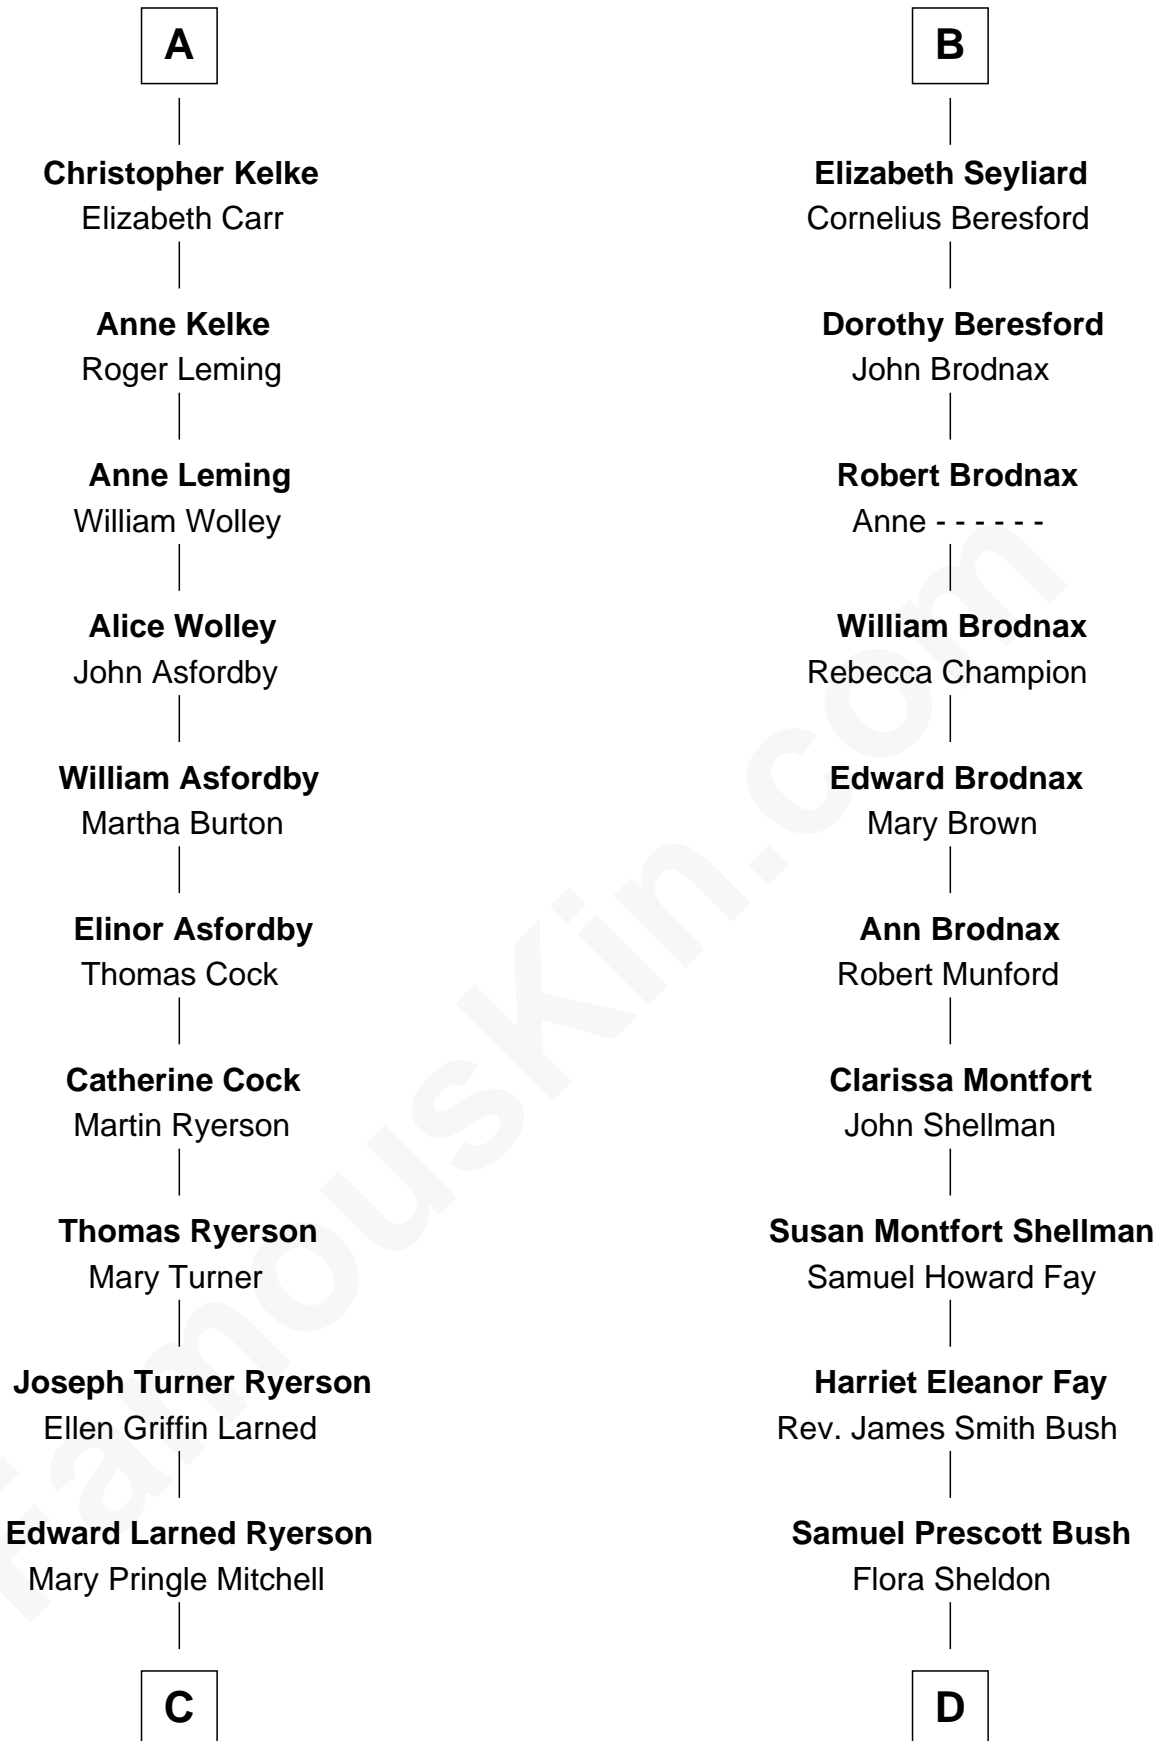 A
Christopher Kelke
Elizabeth Carr
Anne Kelke
Roger Leming
Anne Leming
William Wolley
Alice Wolley
John Asfordby
William Asfordby
Martha Burton
Elinor Asfordby
Thomas Cock
Catherine Cock
Martin Ryerson
Thomas Ryerson
Mary Turner
Joseph Turner Ryerson
Ellen Griffin Larned
Edward Larned Ryerson
Mary Pringle Mitchell
C
B
Elizabeth Seyliard
Cornelius Beresford
Dorothy Beresford
John Brodnax
Robert Brodnax
Anne - - - - - -
William Brodnax
Rebecca Champion
Edward Brodnax
Mary Brown
Ann Brodnax
Robert Munford
Clarissa Montfort
John Shellman
Susan Montfort Shellman
Samuel Howard Fay
Harriet Eleanor Fay
Rev. James Smith Bush
Samuel Prescott Bush
Flora Sheldon
D
FamousKin.com